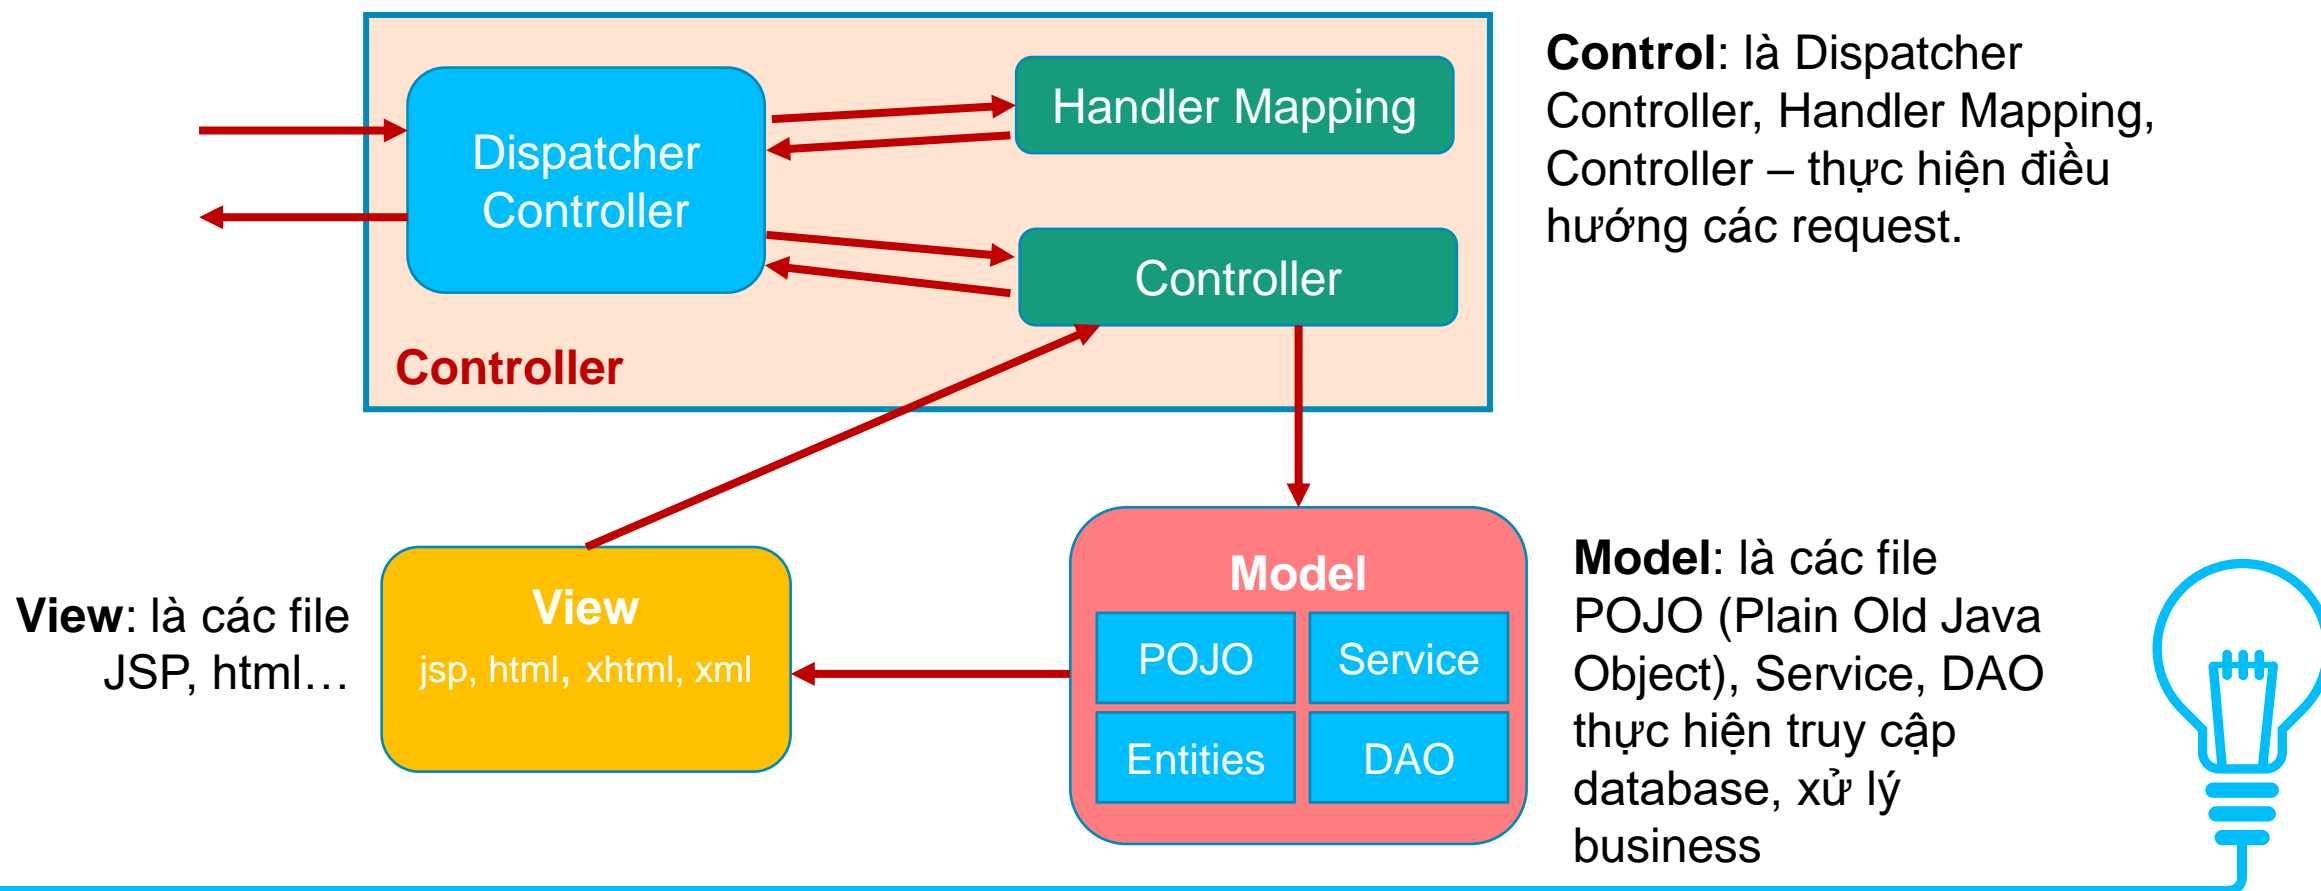 Dispatcher
Controller
Handler Mapping
Controller
Controller
Control: là Dispatcher
Controller, Handler Mapping,
Controller – thực hiện điều
hướng các request.
View: là các file
JSP, html…
View
jsp, html, xhtml, xml
Model
POJO
Service
Entities
DAO
Model: là các file
POJO (Plain Old Java
Object), Service, DAO
thực hiện truy cập
database, xử lý
business